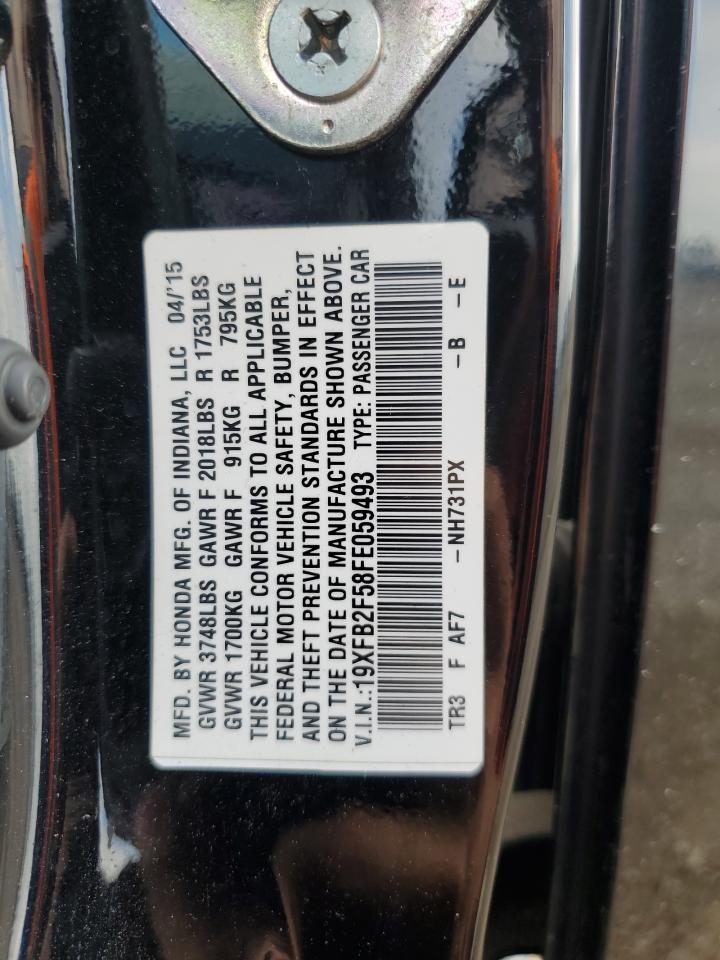 MFD. BY HONDA MFG. OF INDIANA, LLC 04/'15
GVWR 3748LBS GAWR F 2018LBS R 1753LBS
GVWR 1700KG GAWR F 915KG R 795KG
THIS VEHICLE CONFORMS TO ALL APPLICABLE
FEDERAL MOTOR VEHICLE SAFETY, BUMPER,
AND THEFT PREVENTION STANDARDS IN EFFECT
ON THE DATE OF MANUFACTURE SHOWN ABOVE.
V.I.N.:19XFB2F58FE059493 TYPE: PASSENGER CAR
TR3 F AF7 -NH731PX -B -E